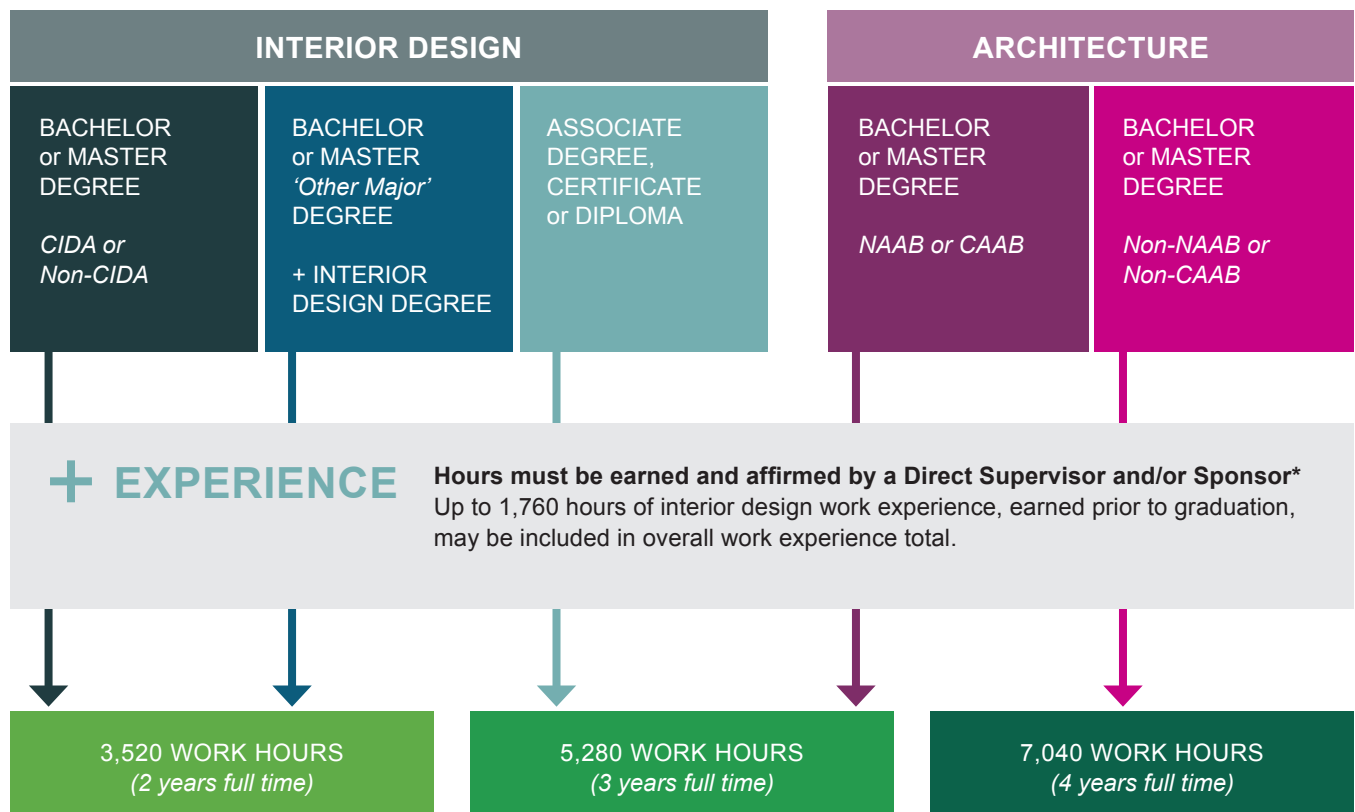 INTERIOR DESIGN
BACHELOR
or MASTER
DEGREE
CIDA or
Non-CIDA
BACHELOR
or MASTER
'Other Major'
DEGREE
+ INTERIOR
DESIGN DEGREE
ASSOCIATE
DEGREE,
CERTIFICATE
or DIPLOMA
ARCHITECTURE
BACHELOR
or MASTER
DEGREE
NAAB or CAAB
BACHELOR
or MASTER
DEGREE
Non-NAAB or
Non-CAAB
+ EXPERIENCE
Hours must be earned and affirmed by a Direct Supervisor and/or Sponsor*
Up to 1,760 hours of interior design work experience, earned prior to graduation,
may be included in overall work experience total.
3,520 WORK HOURS
(2 years full time)
5,280 WORK HOURS
(3 years full time)
7,040 WORK HOURS
(4 years full time)